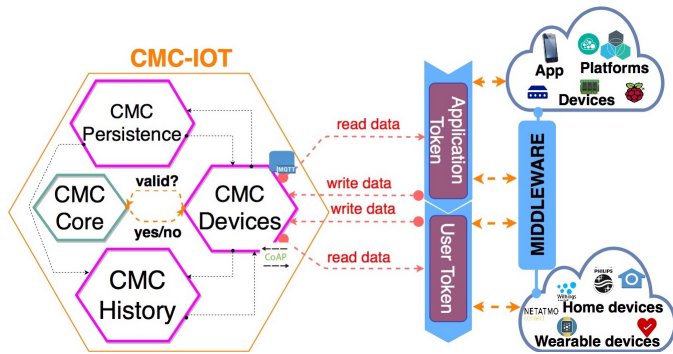 CMC-IOT
CMC
Persistence
CMC
Core
valid?
yes/no
CMC
Devices
MQTT
CoAP
CMC
History
read data
write data
write data
read data
Application
Token
User Token
MIDDLEWARE
App
Platforms
Devices
Withings
PHILIPS
NETATMO
Home devices
Wearable devices